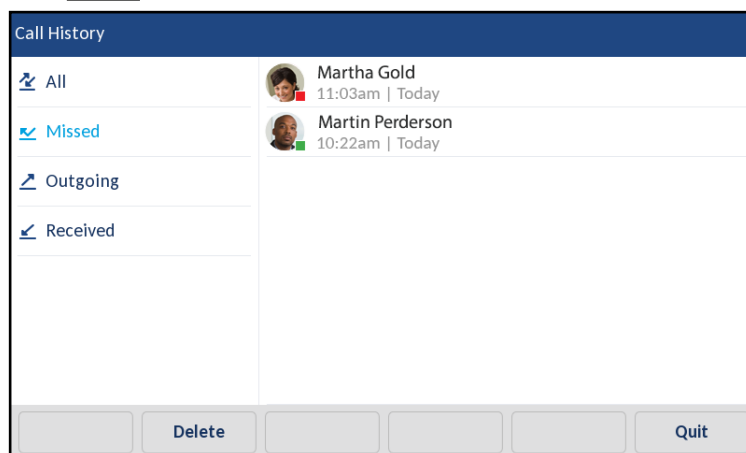 Call History
All
Missed
Outgoing
Received
Martha Gold
11:03am | Today
Martin Perderson
10:22am | Today
Delete
Quit